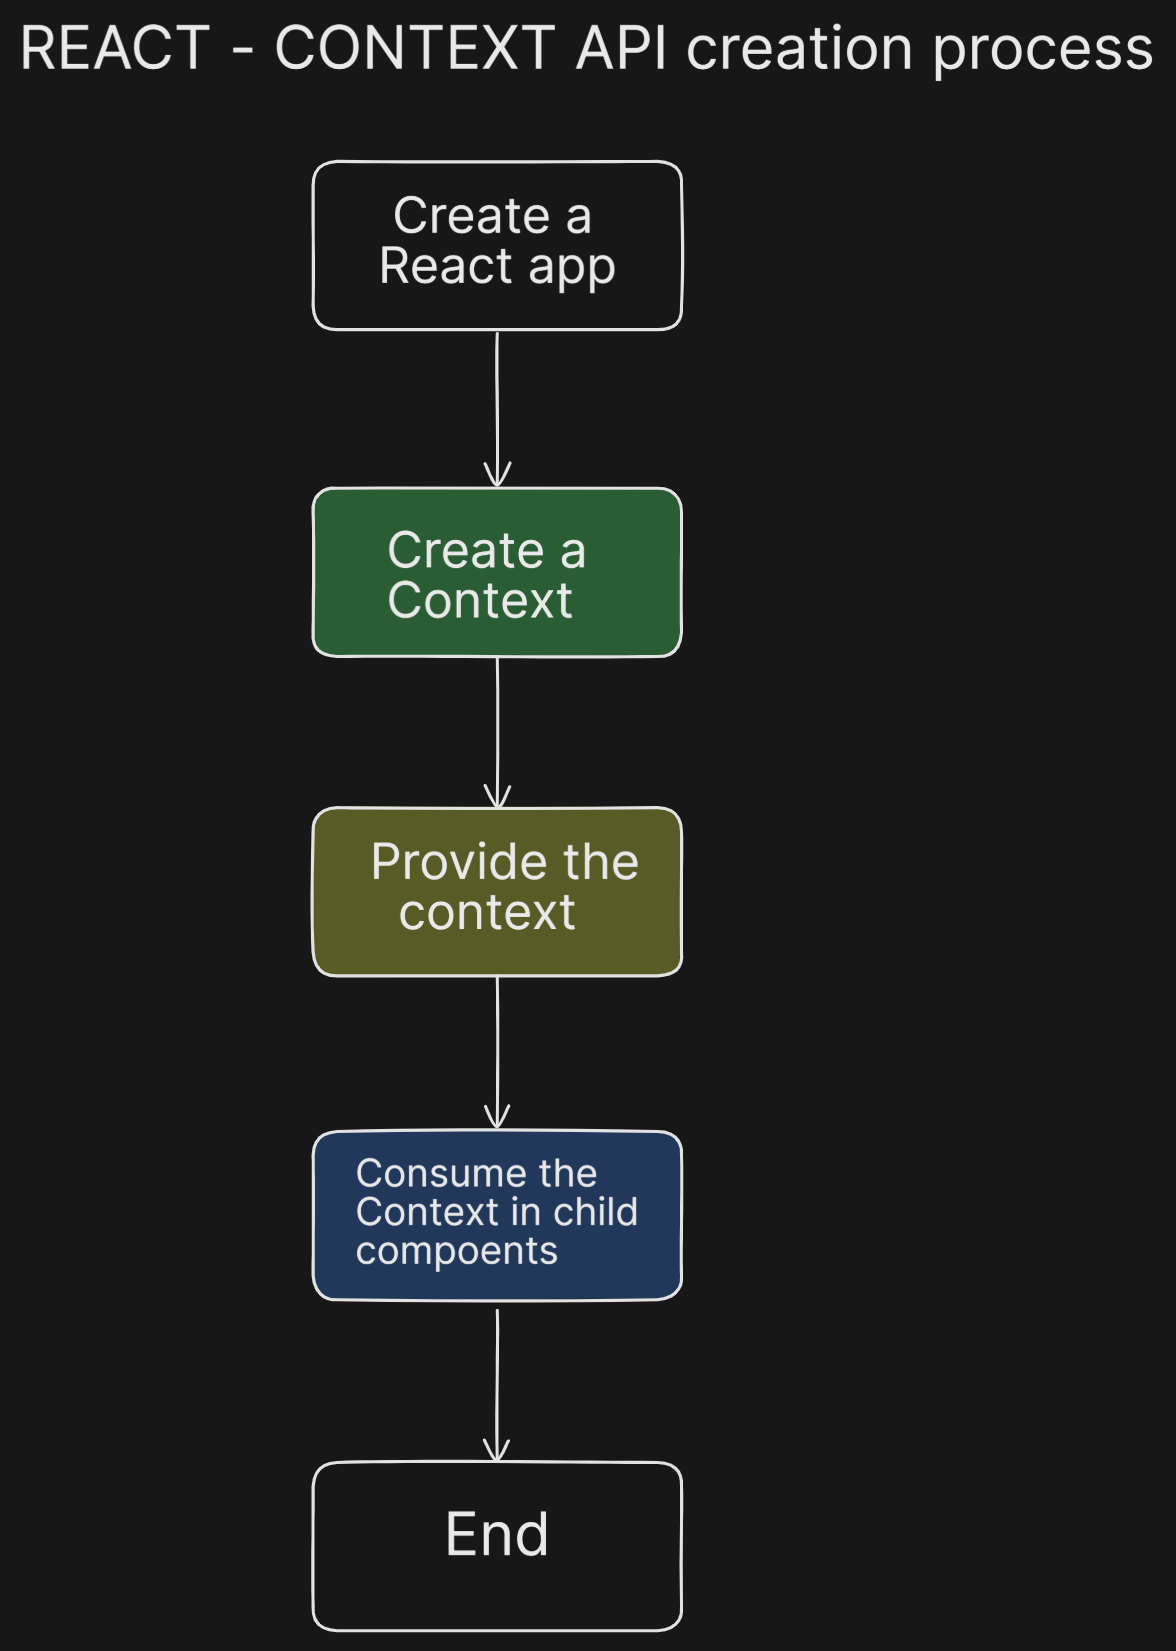 REACT - CONTEXT API creation process
Create a
React app
Create a
Context
Provide the
context
Consume the
Context in child
compoents
End